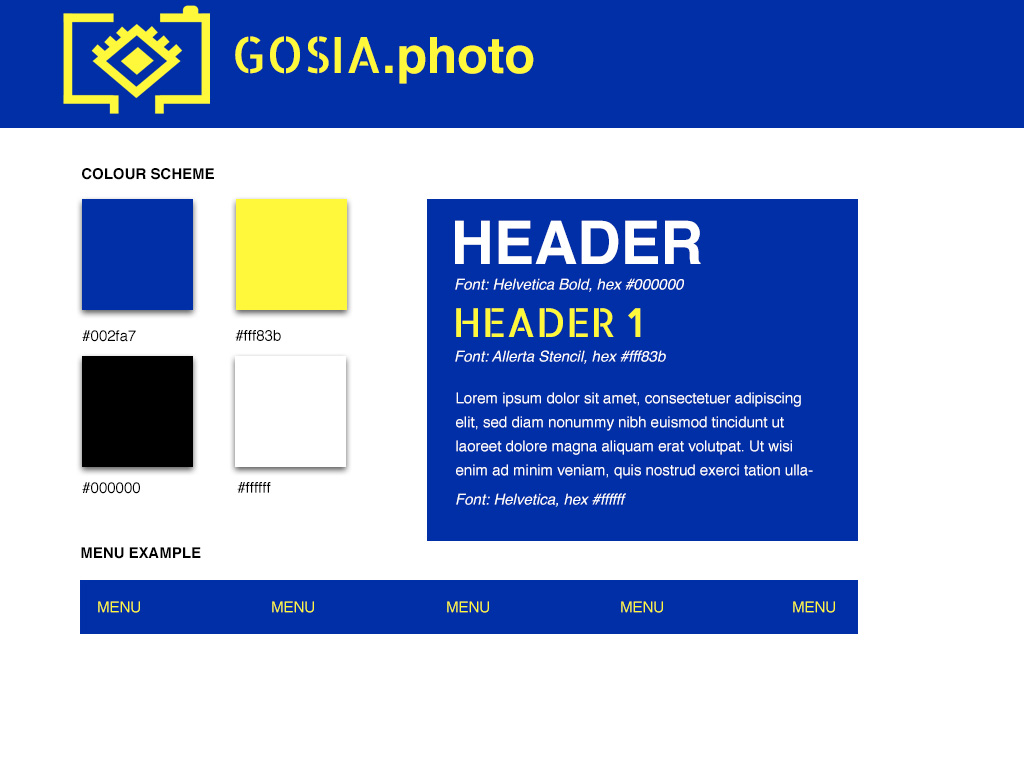 GOSIA.photo
COLOUR SCHEME
#002fa7
#fff83b
#000000
#ffffff
HEADER
Font: Helvetica Bold, hex #000000
HEADER 1
Font: Allerta Stencil, hex #fff83b
Lorem ipsum dolor sit amet, consectetuer adipiscing
elit, sed diam nonummy nibh euismod tincidunt ut
laoreet dolore magna aliquam erat volutpat. Ut wisi
enim ad minim veniam, quis nostrud exerci tation ulla-
Font: Helvetica, hex #ffffff
MENU EXAMPLE
MENU MENU MENU MENU MENU